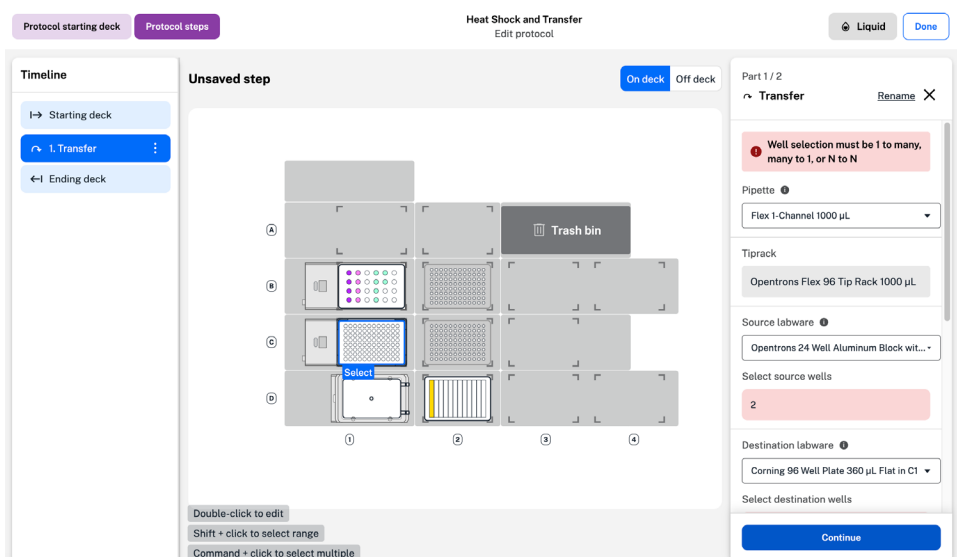 Protocol starting deck
Protocol steps
Heat Shock and Transfer
Edit protocol
Liquid
Done
Timeline
Starting deck
1. Transfer
Ending deck
Unsaved step
On deck
Off deck
A
Trash bin
B
C
Select
D
1
2
3
4
Double-click to edit
Shift + click to select range
Command + click to select multiple
Part 1 / 2
Transfer
Rename
Well selection must be 1 to many,
many to 1, or N to N
Pipette
Flex 1-Channel 1000 µL
Tiprack
Opentrons Flex 96 Tip Rack 1000 µL
Source labware
Opentrons 24 Well Aluminum Block wit...
Select source wells
2
Destination labware
Corning 96 Well Plate 360 µL Flat in C1
Select destination wells
Continue